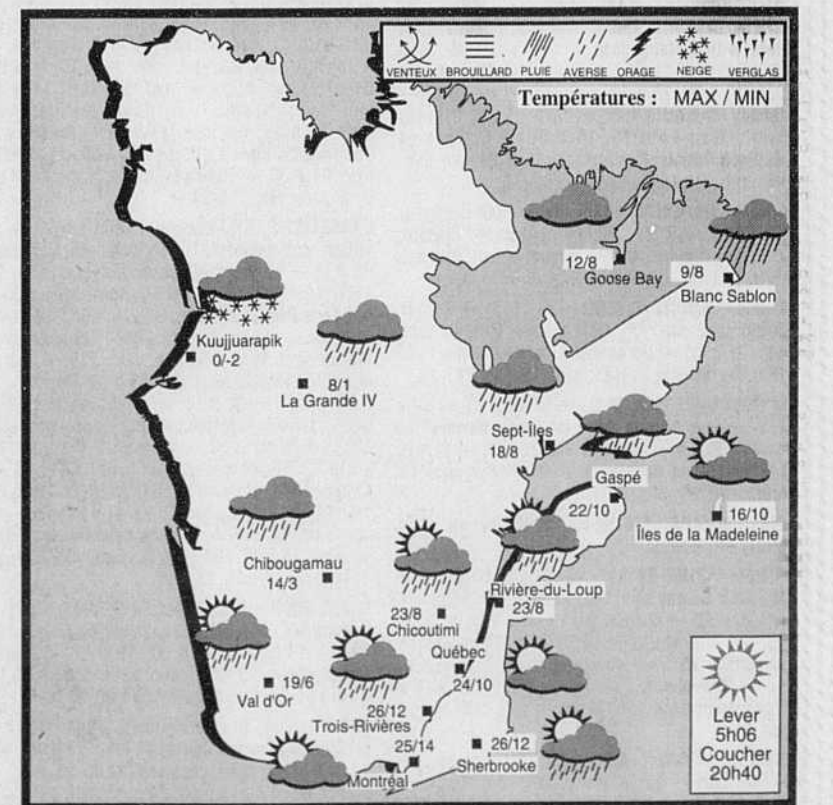 VENTEUX BROUILLARD PLUIE AVERSE ORAGE NEIGE VERGLAS
Températures : MAX / MIN
12/8
Goose Bay
9/8
Blanc Sablon
Kuujjuarapik
0/-2
8/1
La Grande IV
Sept-Îles
18/8
Gaspé
22/10
16/10
Îles de la Madeleine
Chibougamau
14/3
Rivière-du-Loup
23/8
23/8
Chicoutimi
Québec
24/10
19/6
Val d'Or
26/12
Trois-Rivières
25/14
Montréal
26/12
Sherbrooke
Lever
5h06
Coucher
20h40